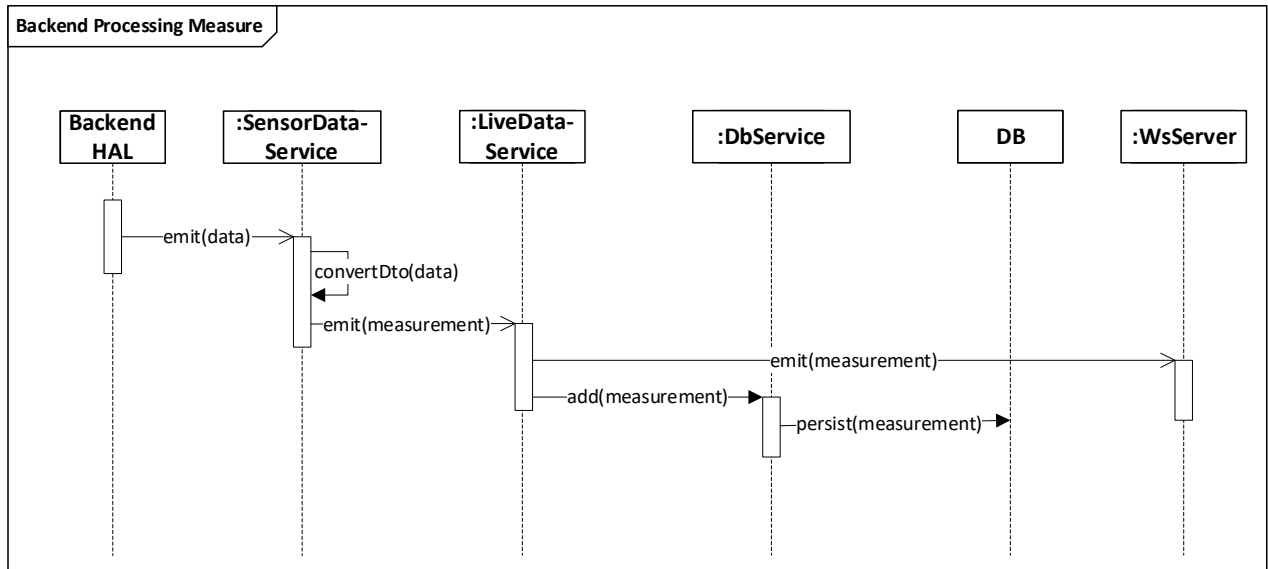 Backend Processing Measure
Backend
HAL
:SensorData-
Service
:LiveData-
Service
:DbService
DB
:WsServer
emit(data)
convertDto(data)
emit(measurement)
emit(measurement)
add(measurement)
persist(measurement)